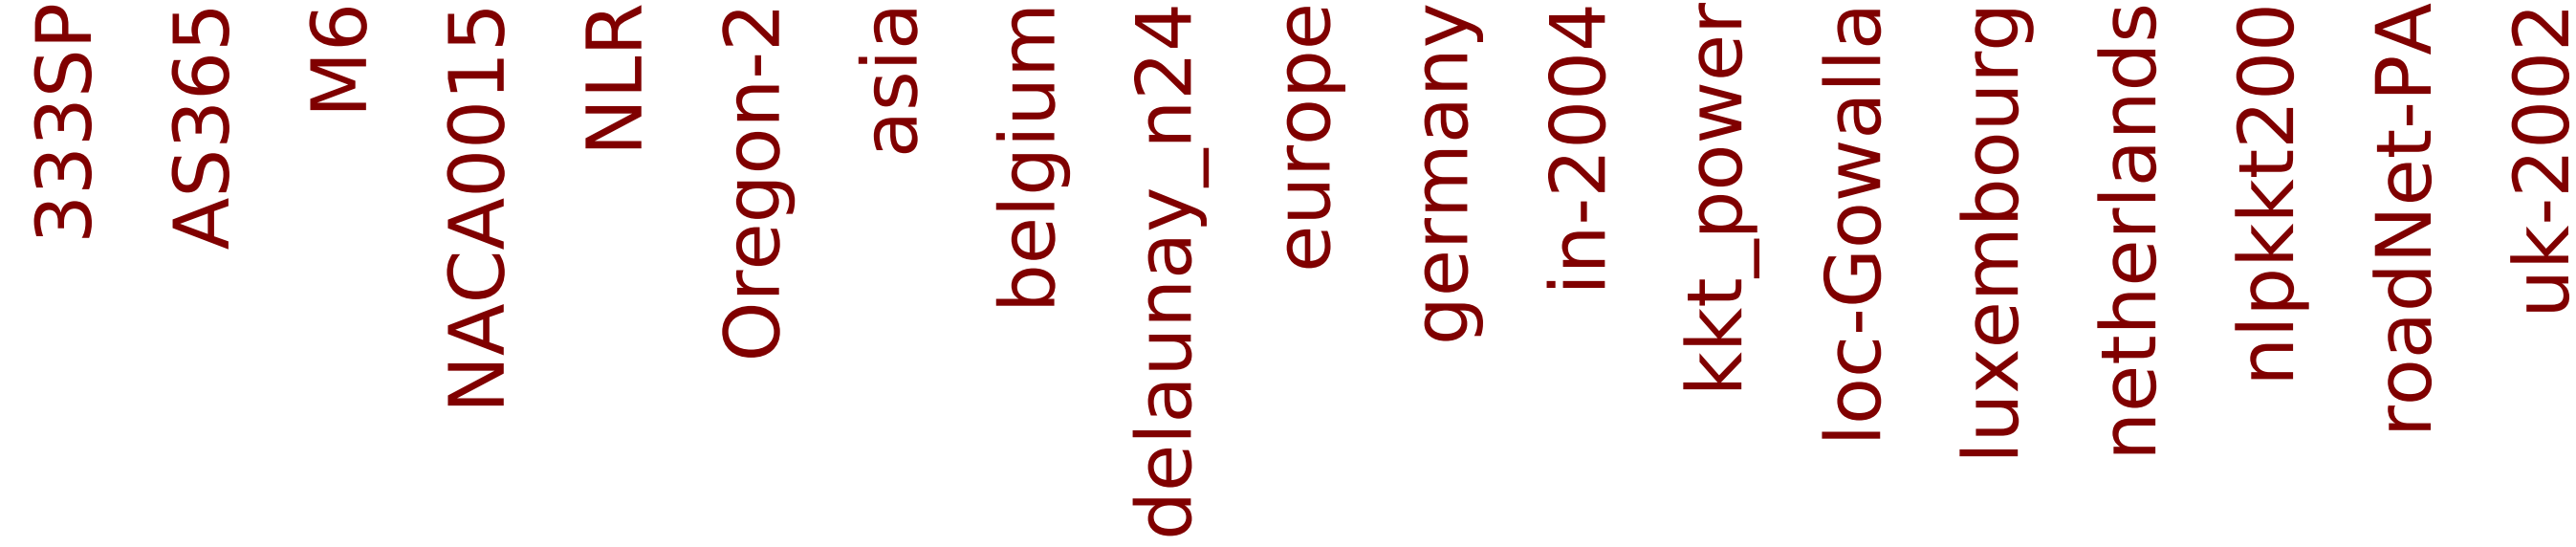 333SP
AS365
M6
NACA0015
NLR
Oregon-2
asia
belgium
delaunay_n24
europe
germany
in-2004
kkt_power
loc-Gowalla
luxembourg
netherlands
nlpkkt200
roadNet-PA
uk-2002